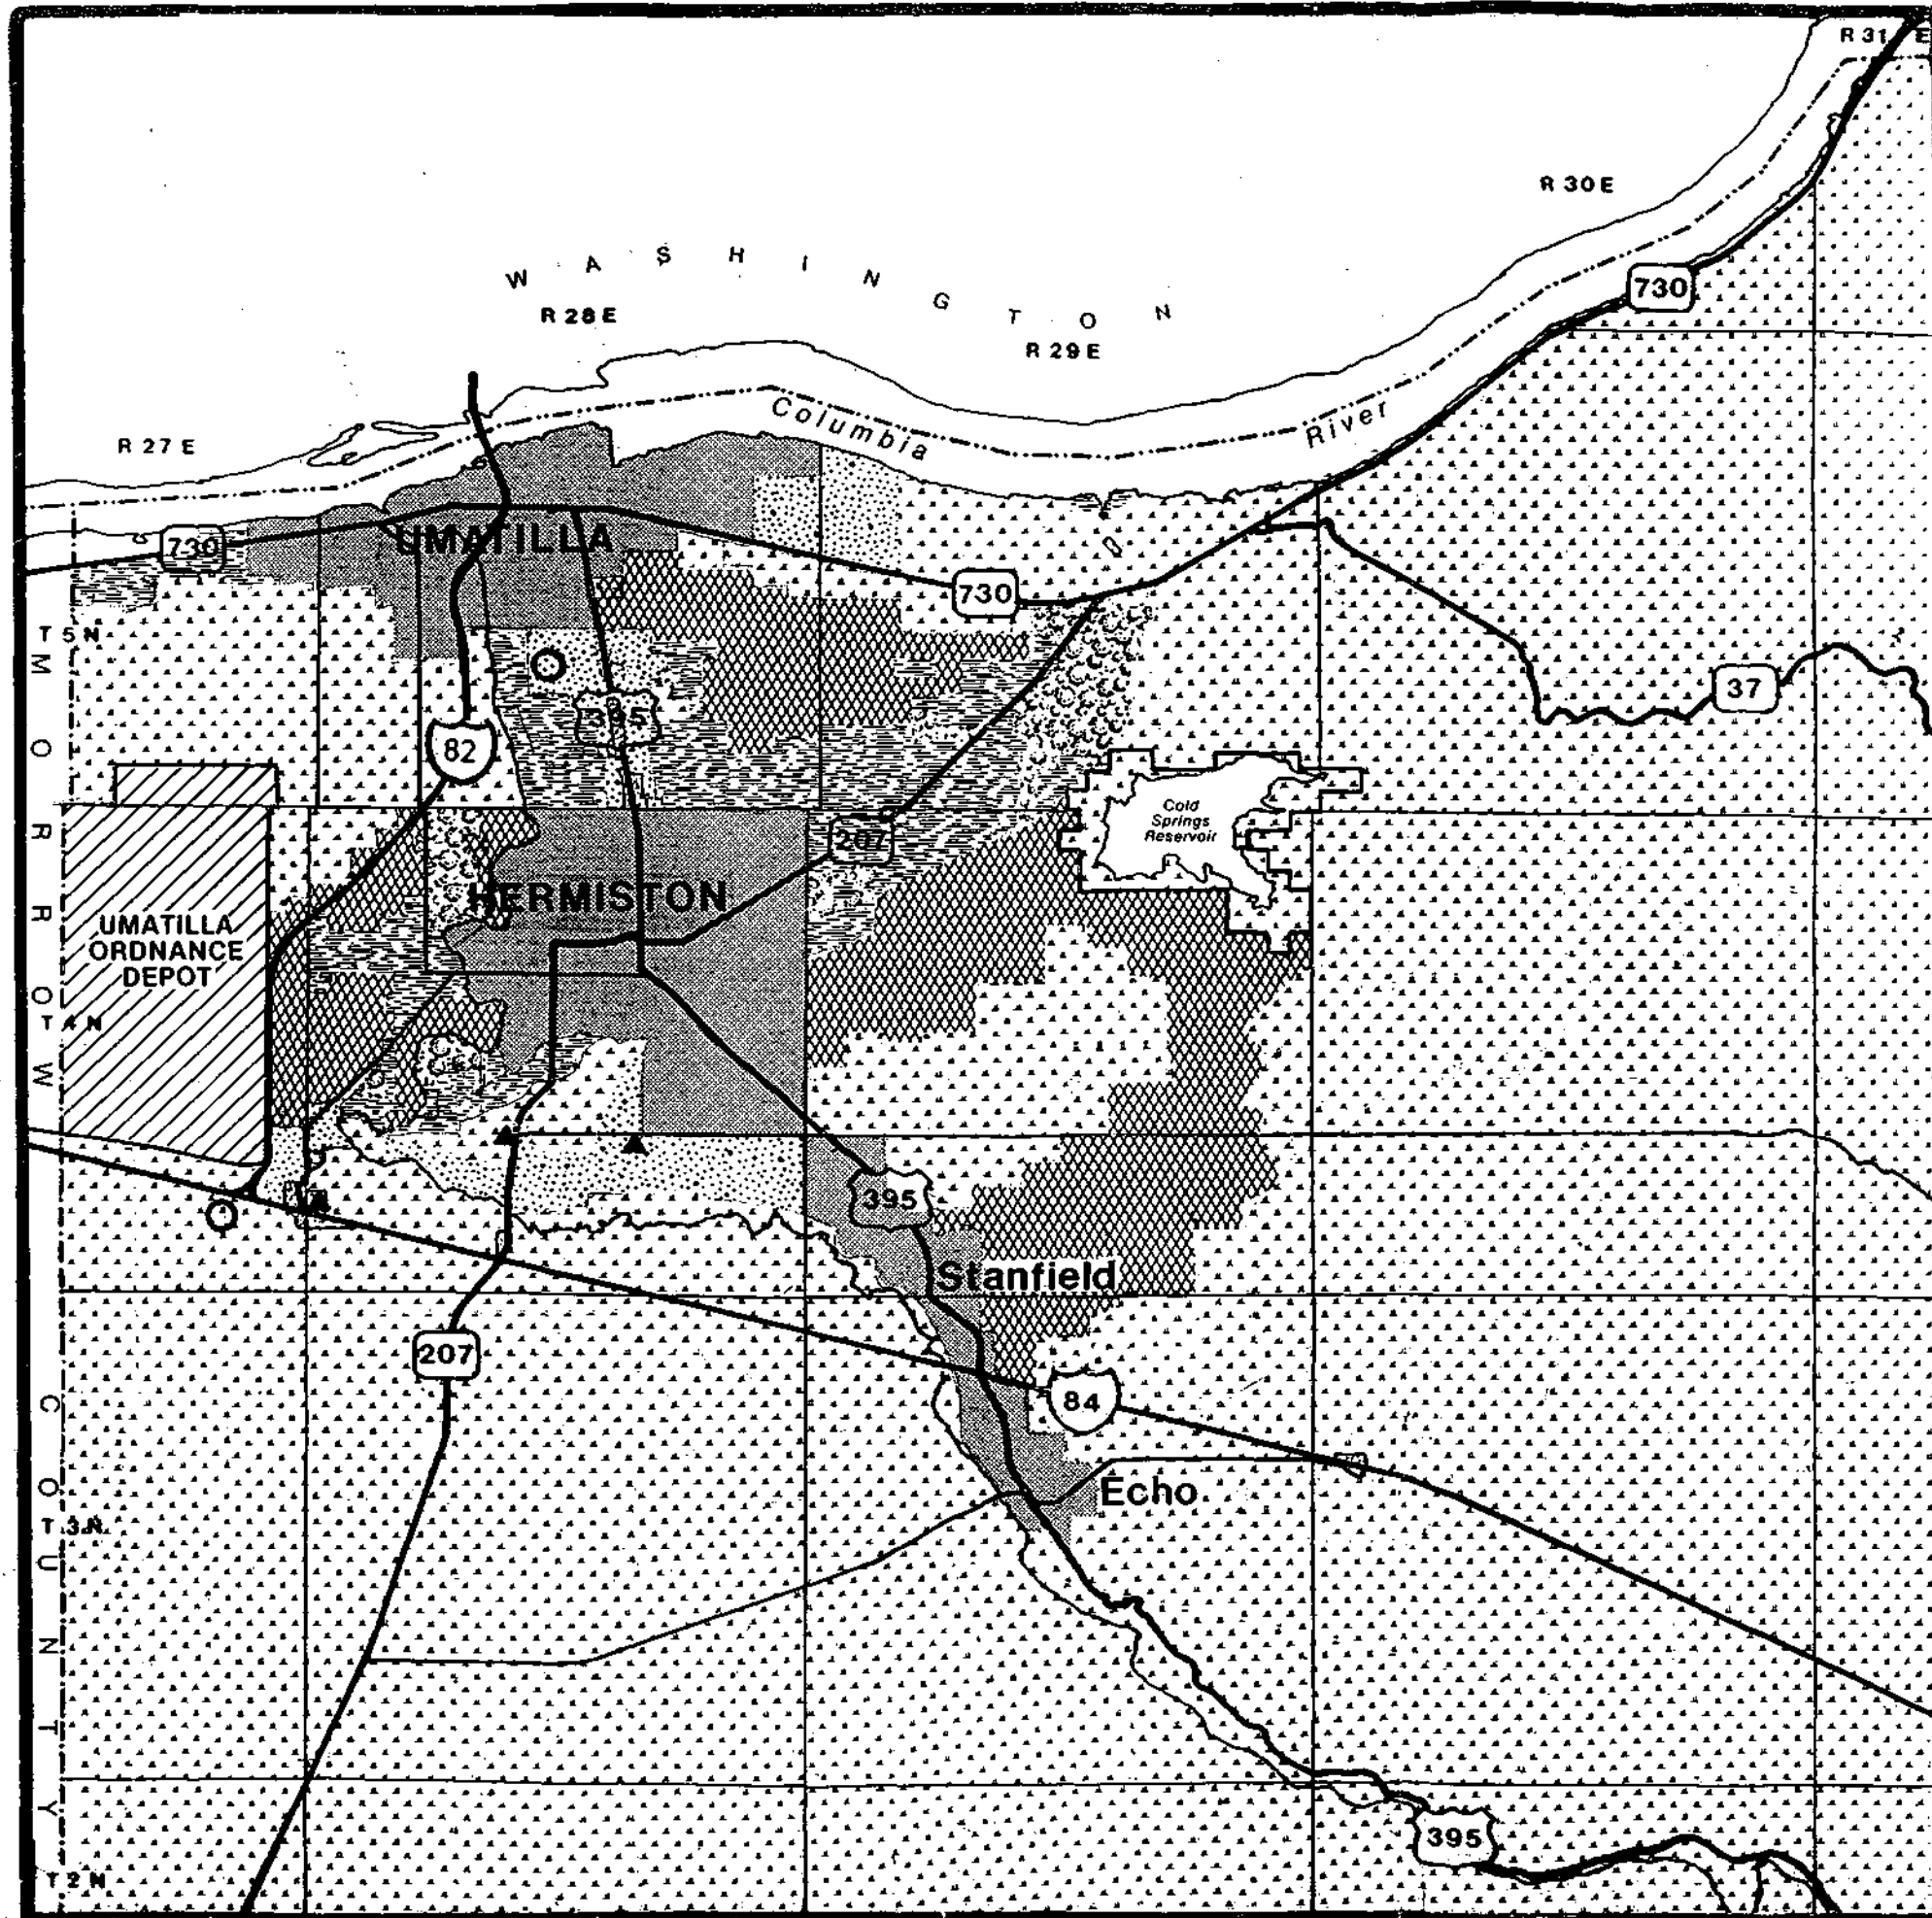 R 31 E
R 30 E
WASHINGTON
R 28 E
R 29 E
730
Columbia River
R 27 E
UMATILLA
730
730
T 5 N
37
395
82
Cold
Springs
Reservoir
207
HERMISTON
UMATILLA
ORDNANCE
DEPOT
T 4 N
MORROW COUNTY
395
Stanfield
207
84
Echo
T 3 N
395
T 2 N